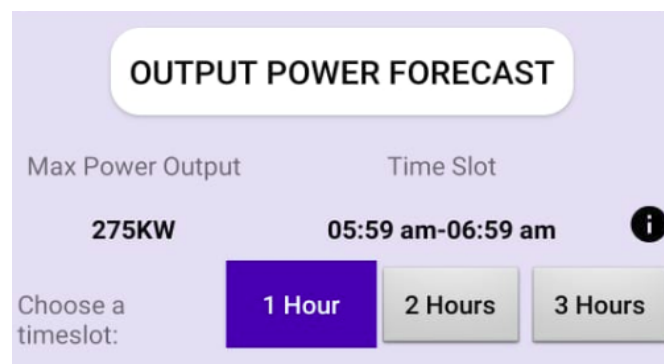 OUTPUT POWER FORECAST
Max Power Output Time Slot
275KW 05:59 am-06:59 am i
Choose a
timeslot:
1 Hour 2 Hours 3 Hours